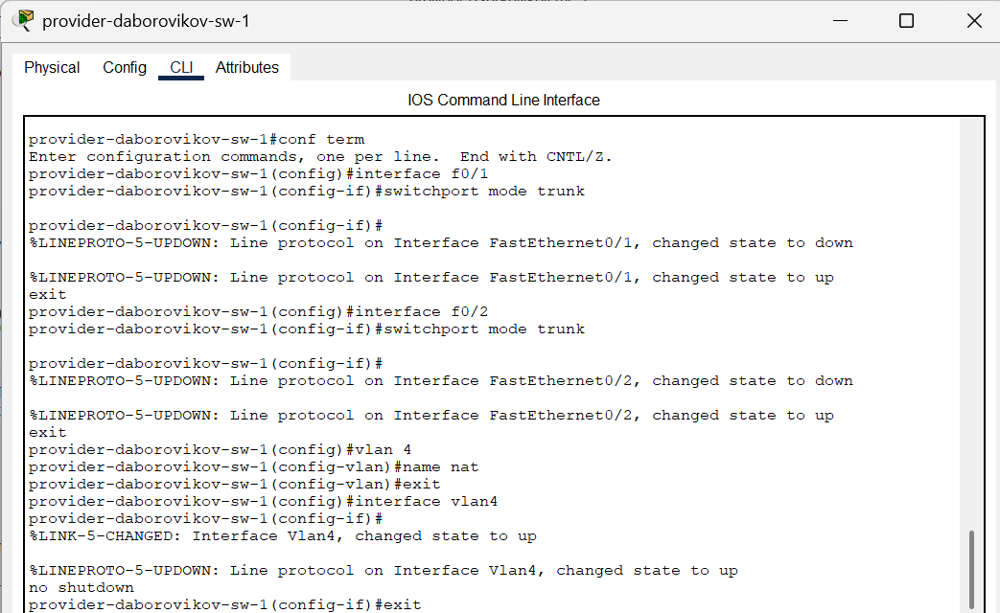 provider-daborovikov-sw-1
Physical Config CLI Attributes
IOS Command Line Interface
provider-daborovikov-sw-1#conf term
Enter configuration commands, one per line.  End with CNTL/Z.
provider-daborovikov-sw-1(config)#interface f0/1
provider-daborovikov-sw-1(config-if)#switchport mode trunk
provider-daborovikov-sw-1(config-if)#
%LINEPROTO-5-UPDOWN: Line protocol on Interface FastEthernet0/1, changed state to down
%LINEPROTO-5-UPDOWN: Line protocol on Interface FastEthernet0/1, changed state to up
exit
provider-daborovikov-sw-1(config)#interface f0/2
provider-daborovikov-sw-1(config-if)#switchport mode trunk
provider-daborovikov-sw-1(config-if)#
%LINEPROTO-5-UPDOWN: Line protocol on Interface FastEthernet0/2, changed state to down
%LINEPROTO-5-UPDOWN: Line protocol on Interface FastEthernet0/2, changed state to up
exit
provider-daborovikov-sw-1(config)#vlan 4
provider-daborovikov-sw-1(config-vlan)#name nat
provider-daborovikov-sw-1(config-vlan)#exit
provider-daborovikov-sw-1(config)#interface vlan4
provider-daborovikov-sw-1(config-if)#
%LINK-5-CHANGED: Interface Vlan4, changed state to up
%LINEPROTO-5-UPDOWN: Line protocol on Interface Vlan4, changed state to up
no shutdown
provider-daborovikov-sw-1(config-if)#exit